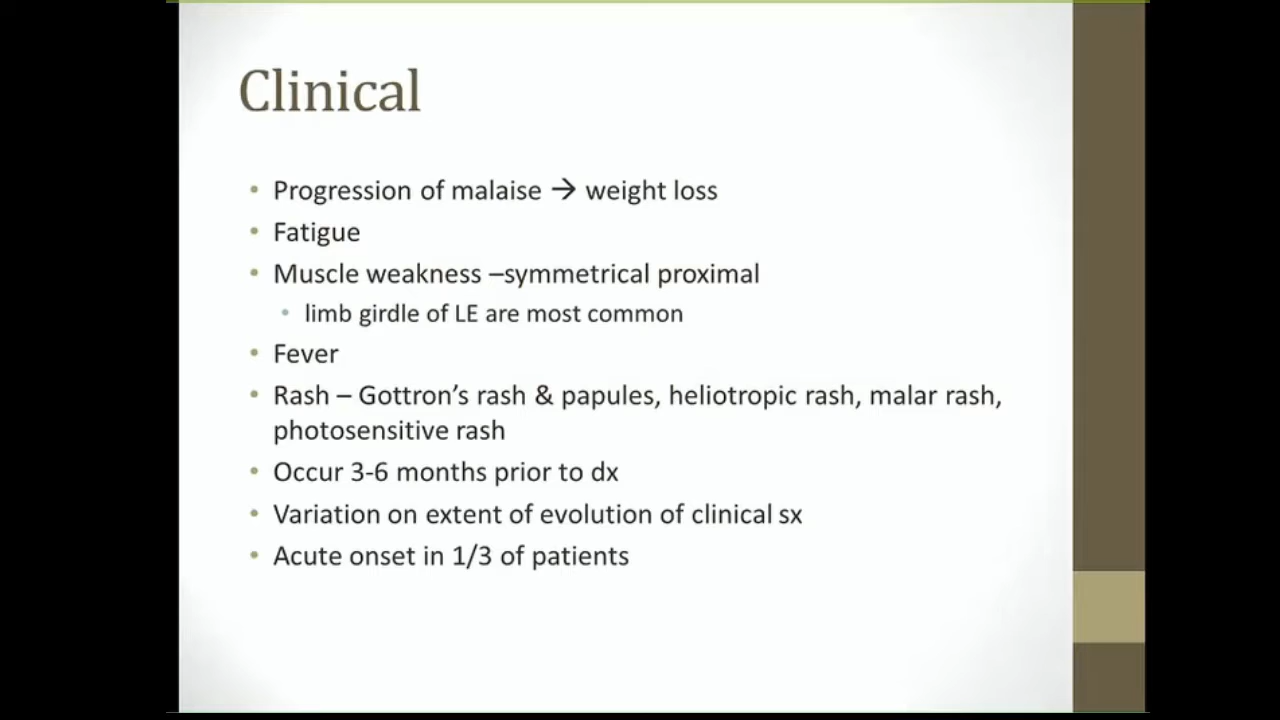 Clinical
• Progression of malaise → weight loss
• Fatigue
• Muscle weakness –symmetrical proximal
• limb girdle of LE are most common
• Fever
• Rash – Gottron’s rash & papules, heliotropic rash, malar rash,
photosensitive rash
• Occur 3-6 months prior to dx
• Variation on extent of evolution of clinical sx
• Acute onset in 1/3 of patients